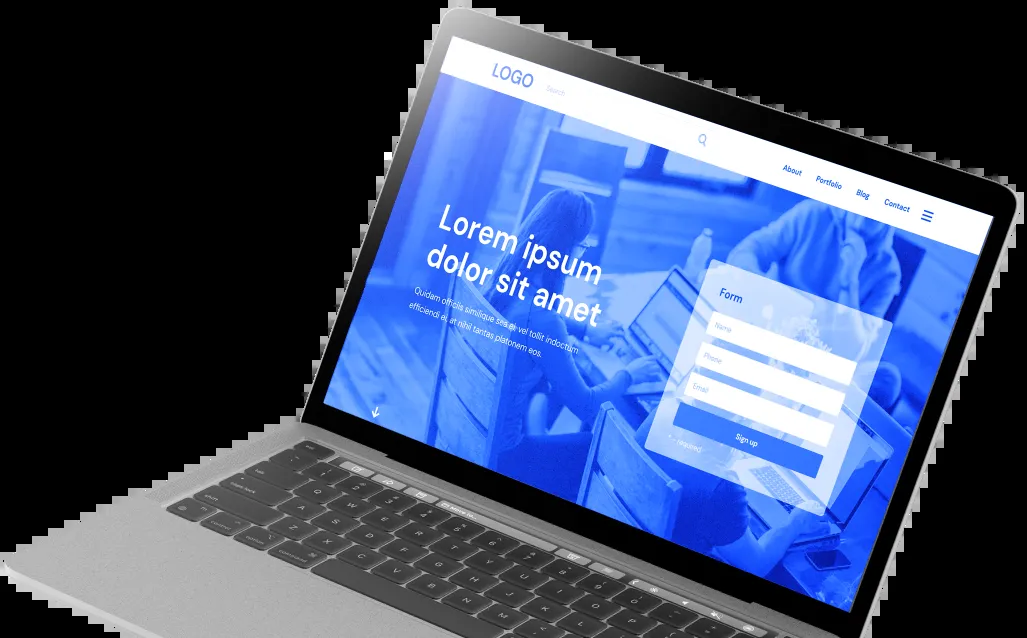 LOGO
Search
About
Portfolio
Blog
Contact
Lorem ipsum
dolor sit amet
Quidam officiis similique sea ei vel tollit indoctum
efficiendi ei, at nihil tantas platonem eos.
Form
Name
Phone
Email
Sign up
* - required